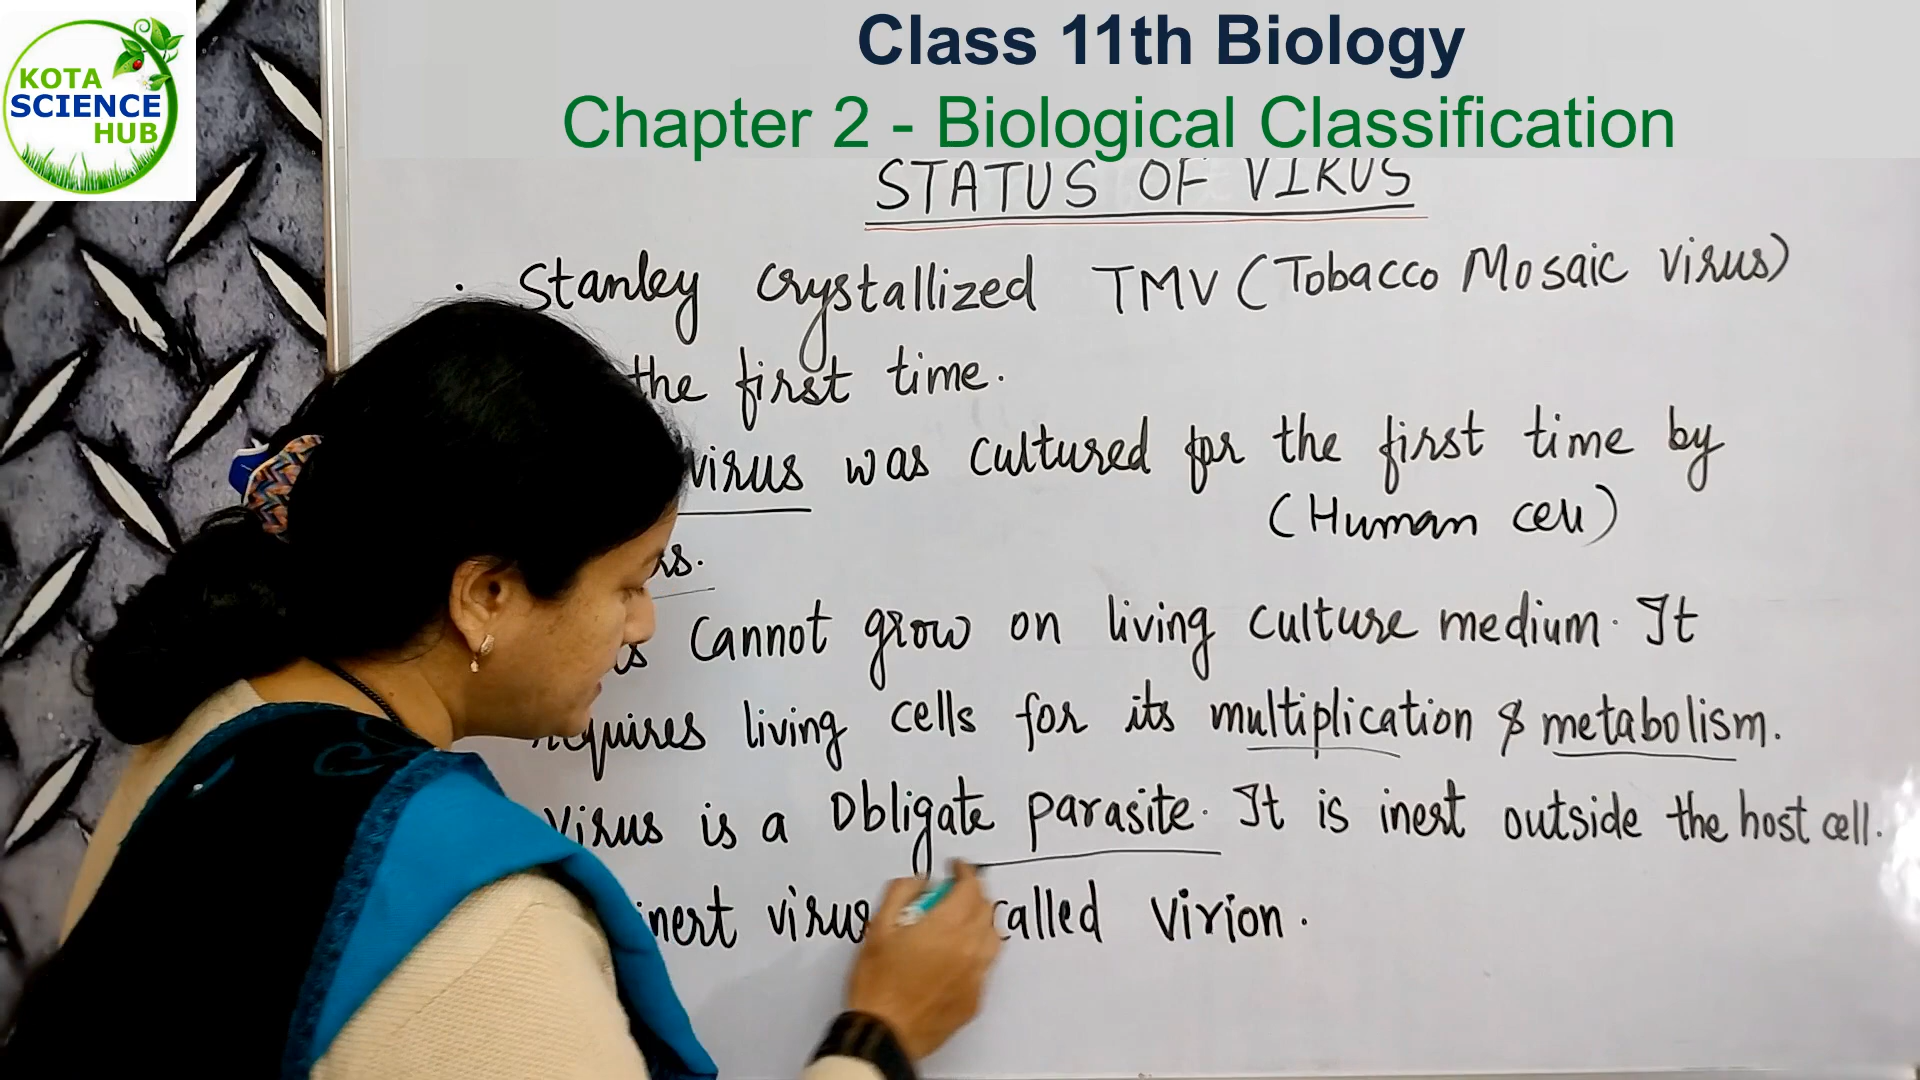 KOTA
SCIENCE
HUB
Class 11th Biology
Chapter 2 - Biological Classification
STATUS OF VIRUS
· Stanley crystallized TMV (Tobacco Mosaic Virus)
the first time.
virus was cultured for the first time by
(Human cell)
cannot grow on living culture medium. It
requires living cells for its multiplication & metabolism.
Virus is a Obligate parasite. It is inert outside the host cell.
inert virus called Virion.